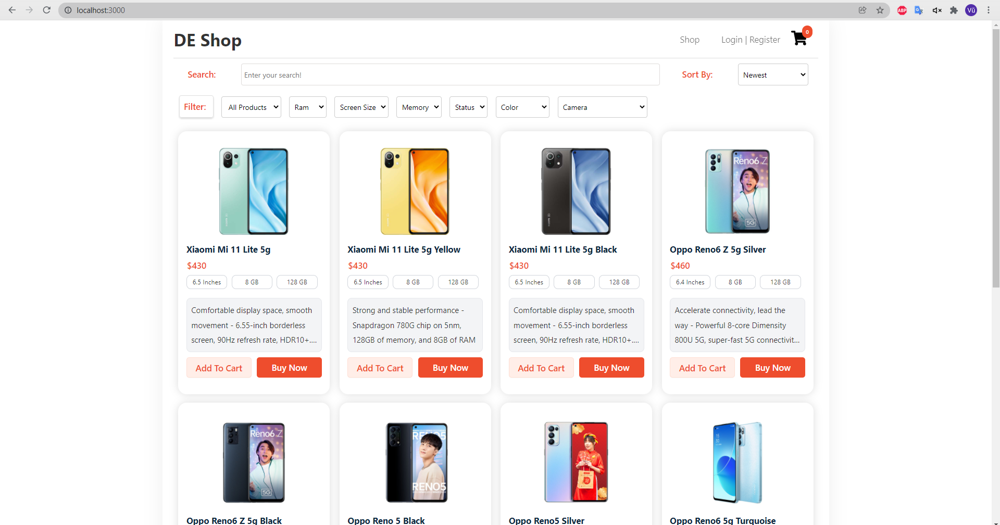 localhost:3000
ABP
Vũ
DE Shop
Shop
Login | Register
0
Search:
Enter your search!
Sort By:
Newest
Filter:
All Products
Ram
Screen Size
Memory
Status
Color
Camera
Reno6 Z
5G
Xiaomi Mi 11 Lite 5g
$430
6.5 Inches
8 GB
128 GB
Comfortable display space, smooth
movement - 6.55-inch borderless
screen, 90Hz refresh rate, HDR10+....
Add To Cart
Buy Now
Xiaomi Mi 11 Lite 5g Yellow
$430
6.5 Inches
8 GB
128 GB
Strong and stable performance -
Snapdragon 780G chip on 5nm,
128GB of memory, and 8GB of RAM
Add To Cart
Buy Now
Xiaomi Mi 11 Lite 5g Black
$430
6.5 Inches
8 GB
128 GB
Comfortable display space, smooth
movement - 6.55-inch borderless
screen, 90Hz refresh rate, HDR10+....
Add To Cart
Buy Now
Oppo Reno6 Z 5g Silver
$460
6.4 Inches
8 GB
128 GB
Accelerate connectivity, lead the
way - Powerful 8-core Dimensity
800U 5G, super-fast 5G connectivit...
Add To Cart
Buy Now
Reno6 Z
5G
Oppo Reno6 Z 5g Black
RENO5
RENO5
Oppo Reno 5 Black
Oppo Reno5 Silver
Oppo Reno6 5g Turquoise